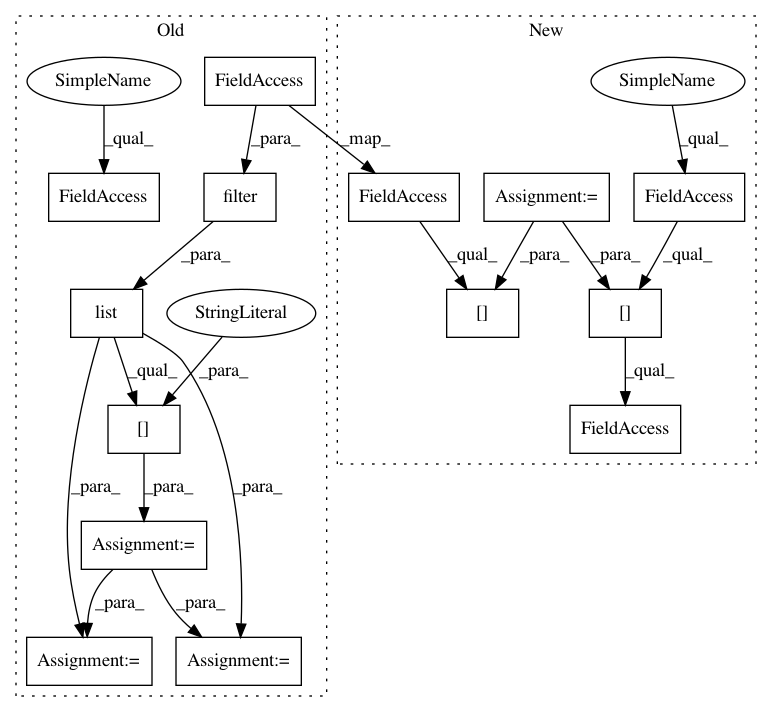 Old
New
SimpleName
FieldAccess
SimpleName
_qual_
_para_
_map_
_qual_
FieldAccess
filter
FieldAccess
Assignment:=
FieldAccess
_para_
_qual_
_para_
_para_
_qual_
list
StringLiteral
[]
[]
_qual_
_para_
_qual_
[]
FieldAccess
_para_
_para_
_para_
Assignment:=
_para_
_para_
Assignment:=
Assignment:=